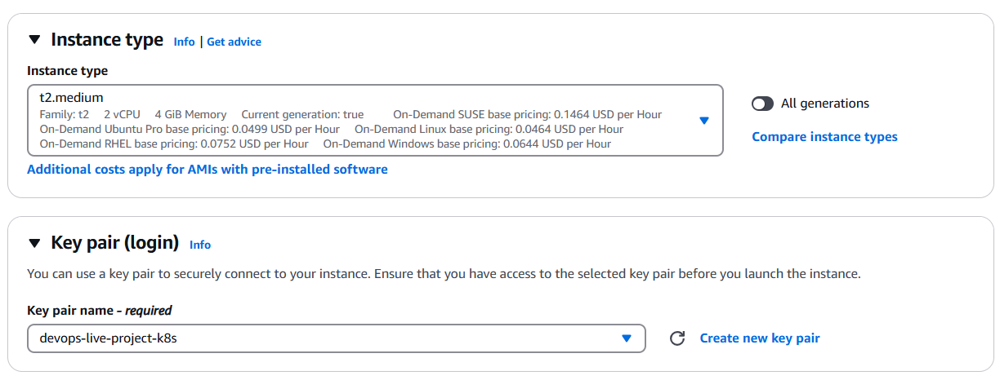 Instance type Info | Get advice
Instance type
t2.medium
Family: t2 2 vCPU 4 GiB Memory Current generation: true On-Demand SUSE base pricing: 0.1464 USD per Hour
On-Demand Ubuntu Pro base pricing: 0.0499 USD per Hour On-Demand Linux base pricing: 0.0464 USD per Hour
On-Demand RHEL base pricing: 0.0752 USD per Hour On-Demand Windows base pricing: 0.0644 USD per Hour
All generations
Compare instance types
Additional costs apply for AMIs with pre-installed software
Key pair (login) Info
You can use a key pair to securely connect to your instance. Ensure that you have access to the selected key pair before you launch the instance.
Key pair name - required
devops-live-project-k8s
Create new key pair